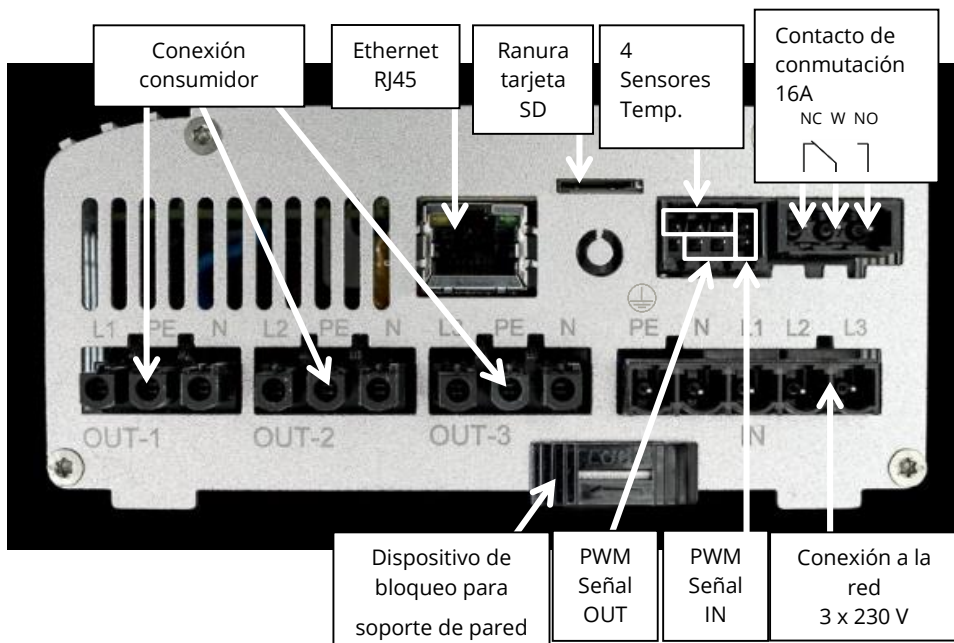 Conexión
consumidor
Ethernet
RJ45
Ranura
tarjeta
SD
4
Sensores
Temp.
Contacto de
conmutación
16A
NC W NO
L1 PE N L2 PE N L3 PE N PE N L1 L2 L3
OUT-1 OUT-2 OUT-3 IN
Dispositivo de
bloqueo para
soporte de pared
PWM
Señal
OUT
PWM
Señal
IN
Conexión a la
red
3 x 230 V